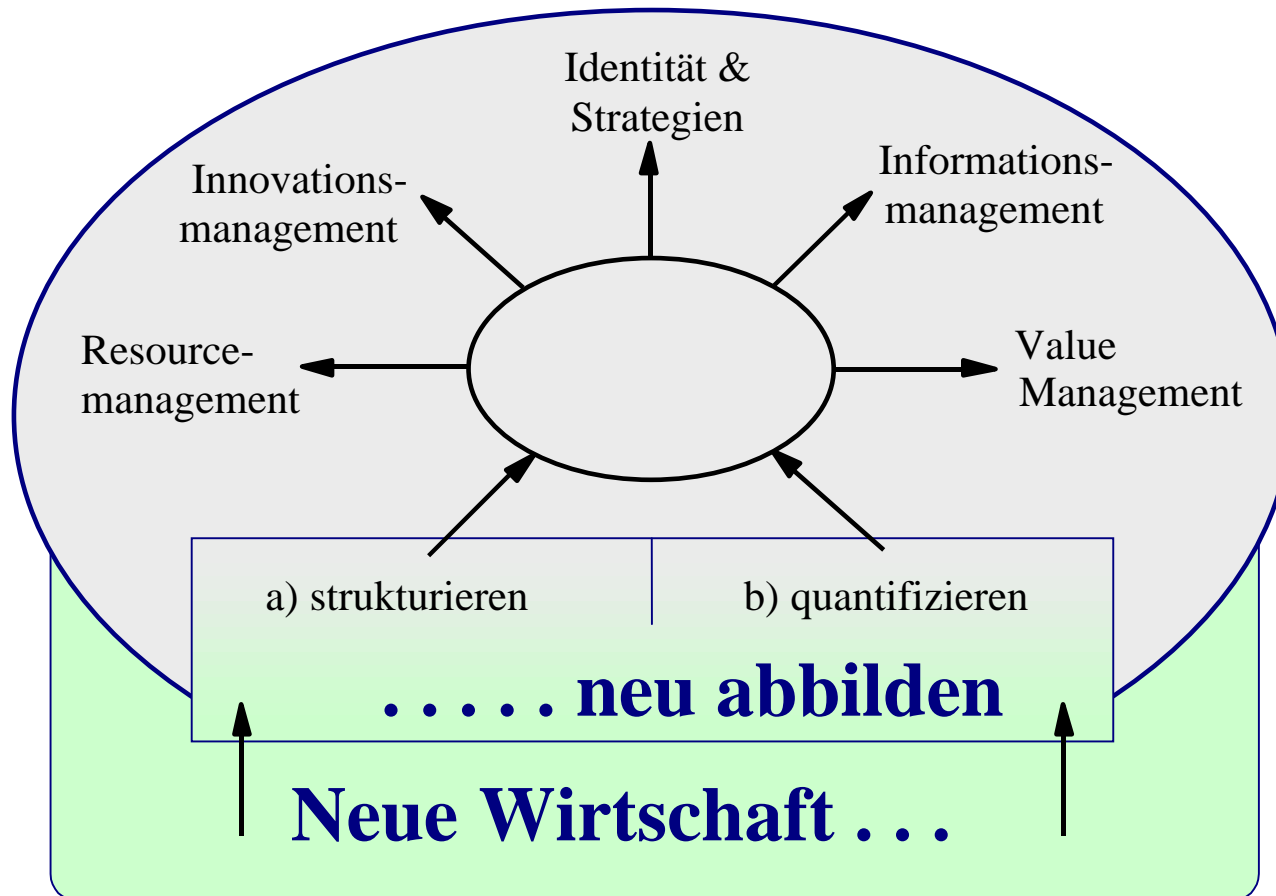 Identität &
Strategien
Innovations-
management
Informations-
management
Resource-
management
Value
Management
a) strukturieren
b) quantifizieren
. . . . . neu abbilden
Neue Wirtschaft . . .